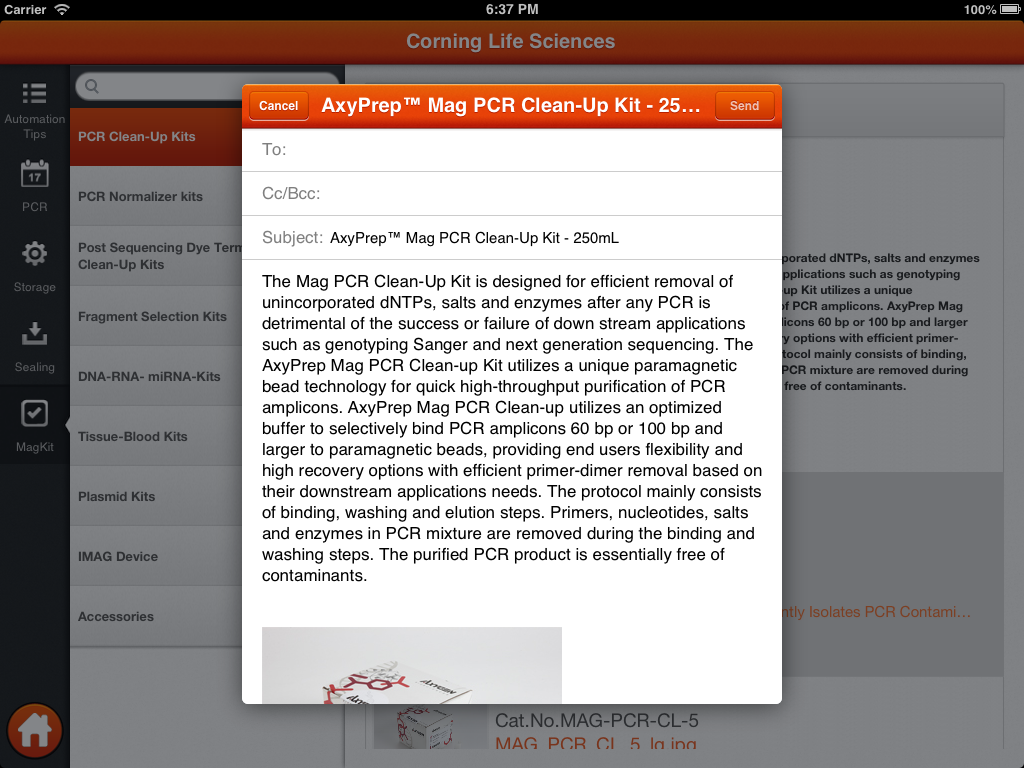 Carrier
6:37 PM
100%
Corning Life Sciences
Automation
Tips
17
PCR
Storage
Sealing
MagKit
PCR Clean-Up Kits
PCR Normalizer kits
Post Sequencing Dye Term
Clean-Up Kits
Fragment Selection Kits
DNA-RNA- miRNA-Kits
Tissue-Blood Kits
Plasmid Kits
IMAG Device
Accessories
Cancel
AxyPrep™ Mag PCR Clean-Up Kit - 25...
Send
To:
Cc/Bcc:
Subject: AxyPrep™ Mag PCR Clean-Up Kit - 250mL
The Mag PCR Clean-Up Kit is designed for efficient removal of
unincorporated dNTPs, salts and enzymes after any PCR is
detrimental of the success or failure of down stream applications
such as genotyping Sanger and next generation sequencing. The
AxyPrep Mag PCR Clean-up Kit utilizes a unique paramagnetic
bead technology for quick high-throughput purification of PCR
amplicons. AxyPrep Mag PCR Clean-up utilizes an optimized
buffer to selectively bind PCR amplicons 60 bp or 100 bp and
larger to paramagnetic beads, providing end users flexibility and
high recovery options with efficient primer-dimer removal based on
their downstream applications needs. The protocol mainly consists
of binding, washing and elution steps. Primers, nucleotides, salts
and enzymes in PCR mixture are removed during the binding and
washing steps. The purified PCR product is essentially free of
contaminants.
AXYGEN
porated dNTPs, salts and enzymes
pplications such as genotyping
up Kit utilizes a unique
of PCR amplicons. AxyPrep Mag
licons 60 bp or 100 bp and larger
y options with efficient primer-
tocol mainly consists of binding,
PCR mixture are removed during
free of contaminants.
ntly Isolates PCR Contami...
Cat.No.MAG-PCR-CL-5
MAG_PCR_CL_5_lg.jpg